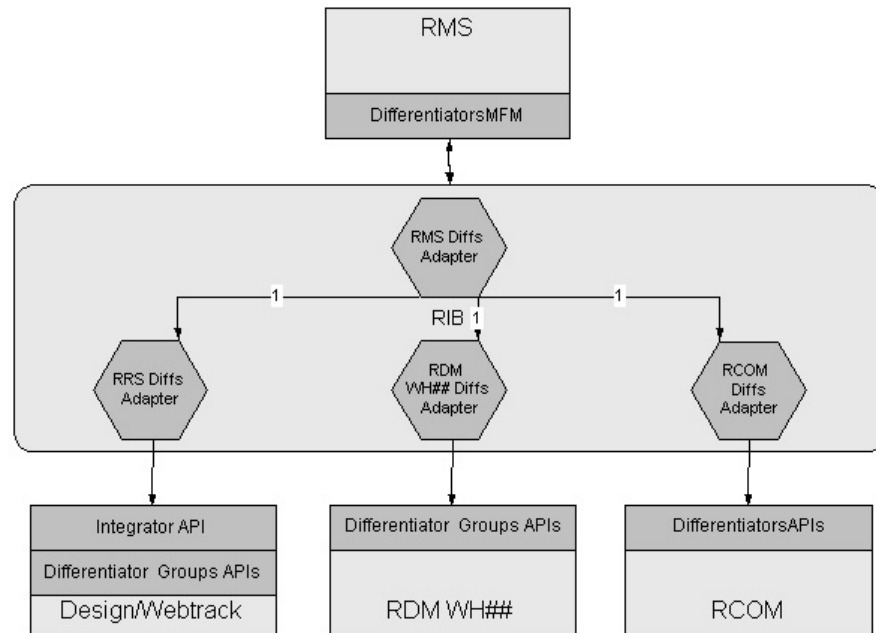 RMS
DifferentiatorsMFM
RMS Diffs
Adapter
1
1
RIB
1
RRS Diffs
Adapter
RDM
WH## Diffs
Adapter
RCOM
Diffs
Adapter
Integrator API
Differentiator Groups APIs
Design/Webtrack
Differentiator Groups APIs
RDM WH##
DifferentiatorsAPIs
RCOM